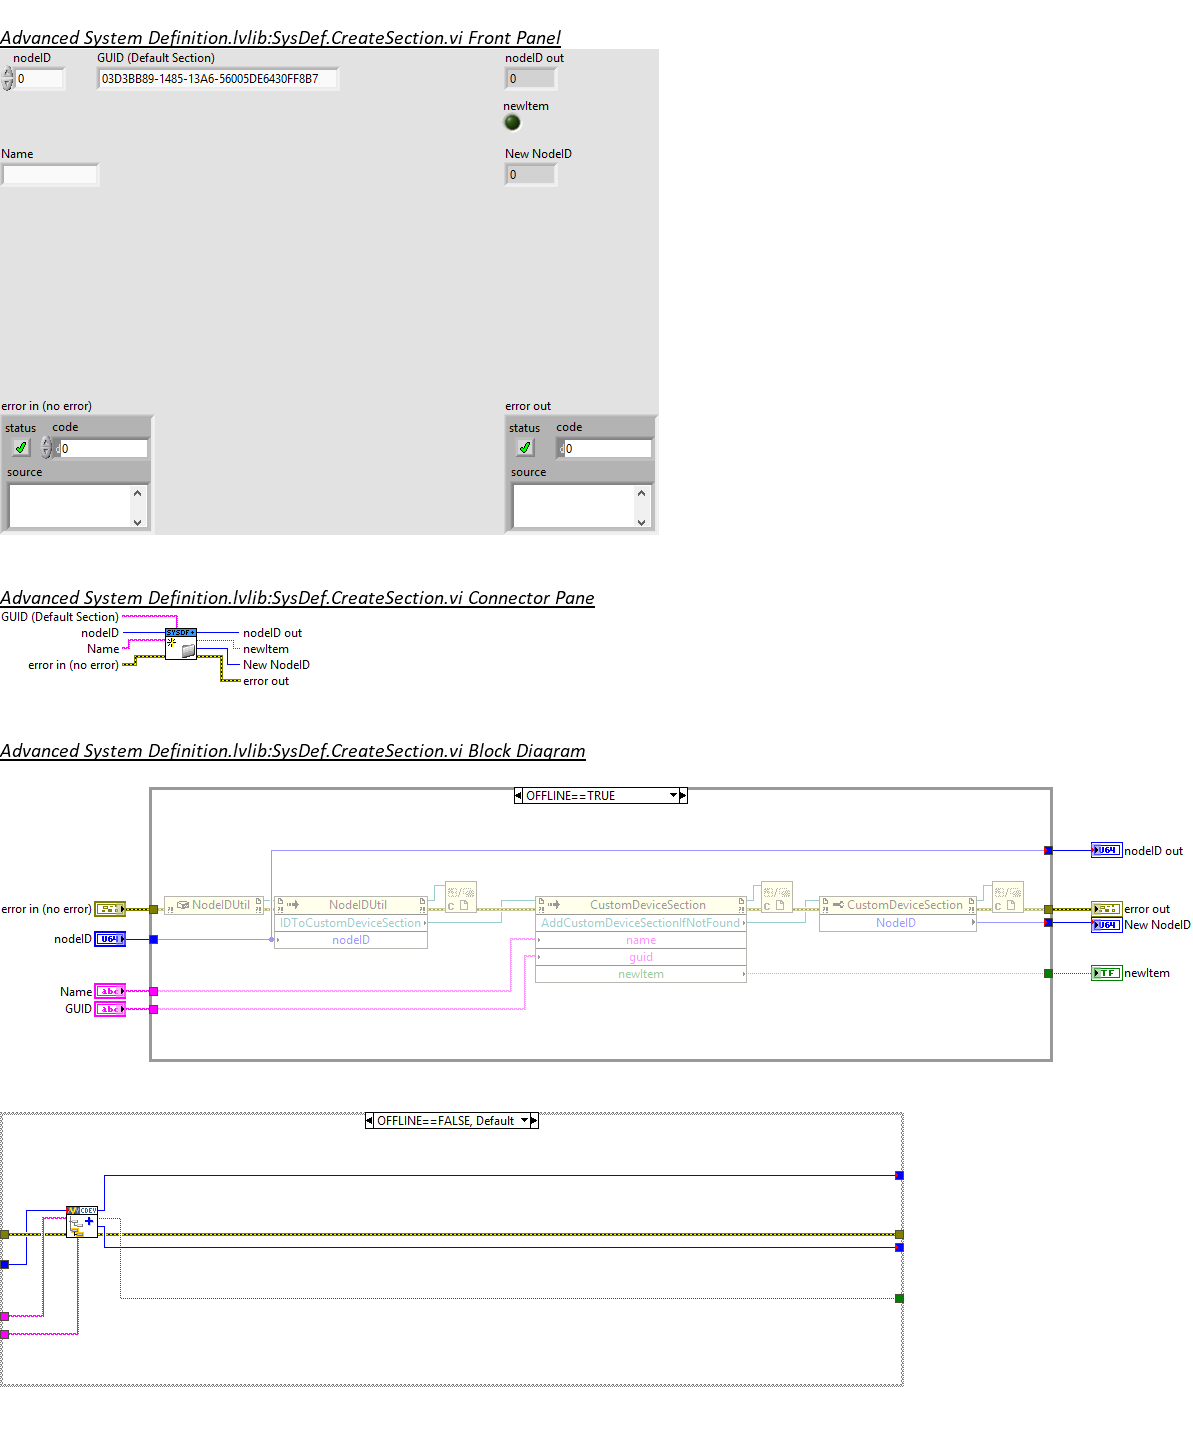 Advanced System Definition.lvlib:SysDef.CreateSection.vi Front Panel
nodeID
GUID (Default Section)
nodeID out
0
03D3BB89-1485-13A6-56005DE6430FF8B7
0
newItem
Name
New NodeID
0
error in (no error)
error out
status
code
status
code
0
0
source
source
Advanced System Definition.lvlib:SysDef.CreateSection.vi Connector Pane
GUID (Default Section)
nodeID
SYSDF+
nodeID out
Name
newItem
error in (no error)
New NodeID
error out
Advanced System Definition.lvlib:SysDef.CreateSection.vi Block Diagram
OFFLINE==TRUE
U64
nodeID out
error in (no error)
NodeIDUtil
NodeIDUtil
CustomDeviceSection
CustomDeviceSection
error out
IDToCustomDeviceSection
AddCustomDeviceSectionIfNotFound
NodeID
U64
New NodeID
nodeID
U64
nodeID
name
guid
newItem
TF
newItem
Name
abc
GUID
abc
OFFLINE==FALSE, Default
CDEV